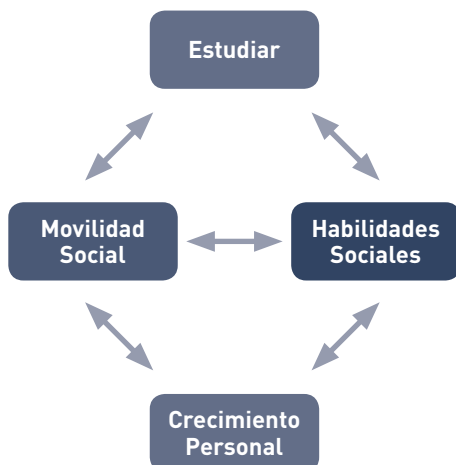 Estudiar
Movilidad
Social
Habilidades
Sociales
Crecimiento
Personal